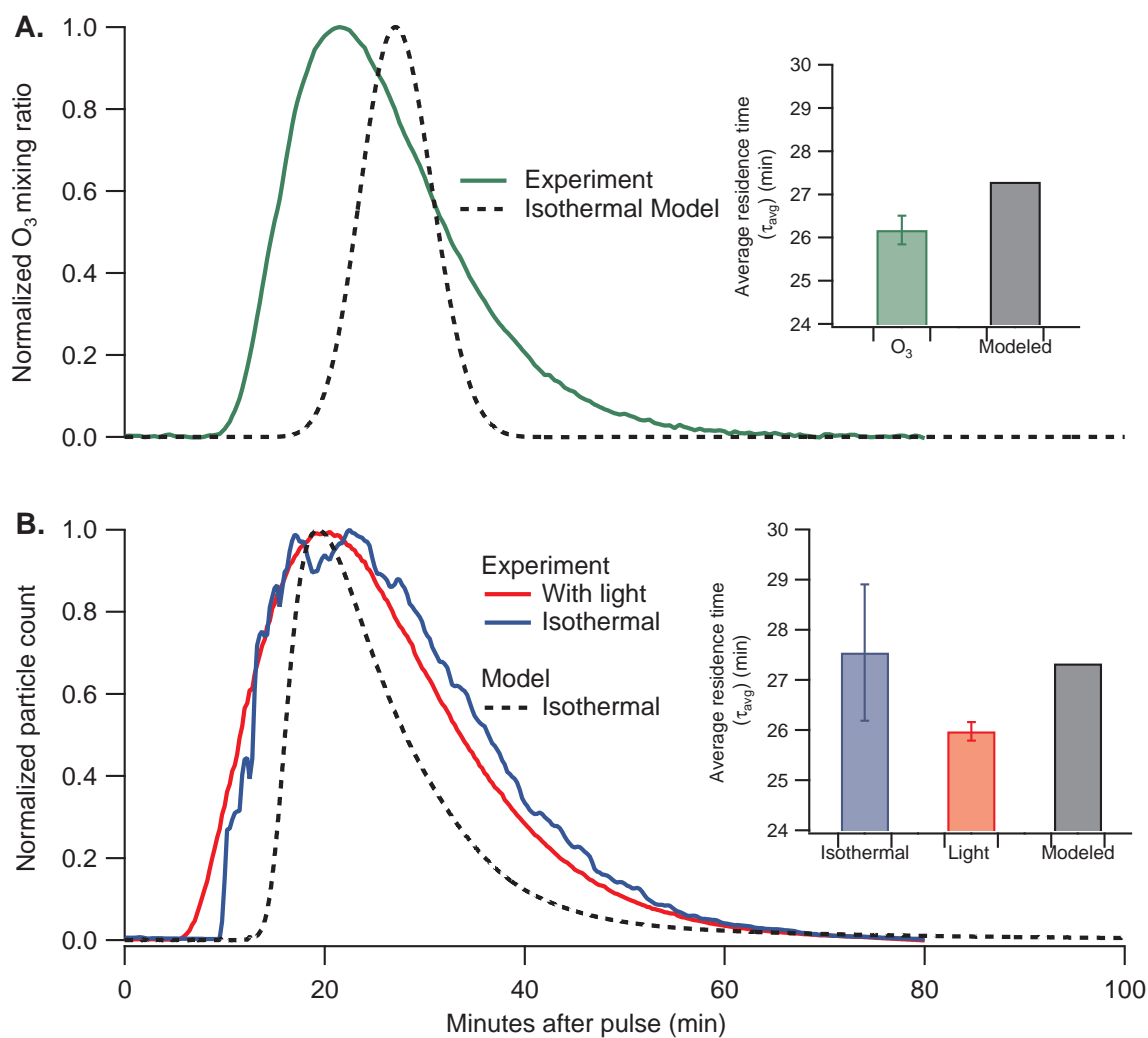 A.
1.0
0.8
0.6
0.4
0.2
0.0
Normalized O3 mixing ratio
Experiment
Isothermal Model
30
29
28
27
26
25
24
Average residence time
(τavg) (min)
O3
Modeled
B.
1.0
0.8
0.6
0.4
0.2
0.0
Normalized particle count
Experiment
With light
Isothermal
Model
Isothermal
30
29
28
27
26
25
24
Average residence time
(τavg) (min)
Isothermal
Light
Modeled
0
20
40
60
80
100
Minutes after pulse (min)